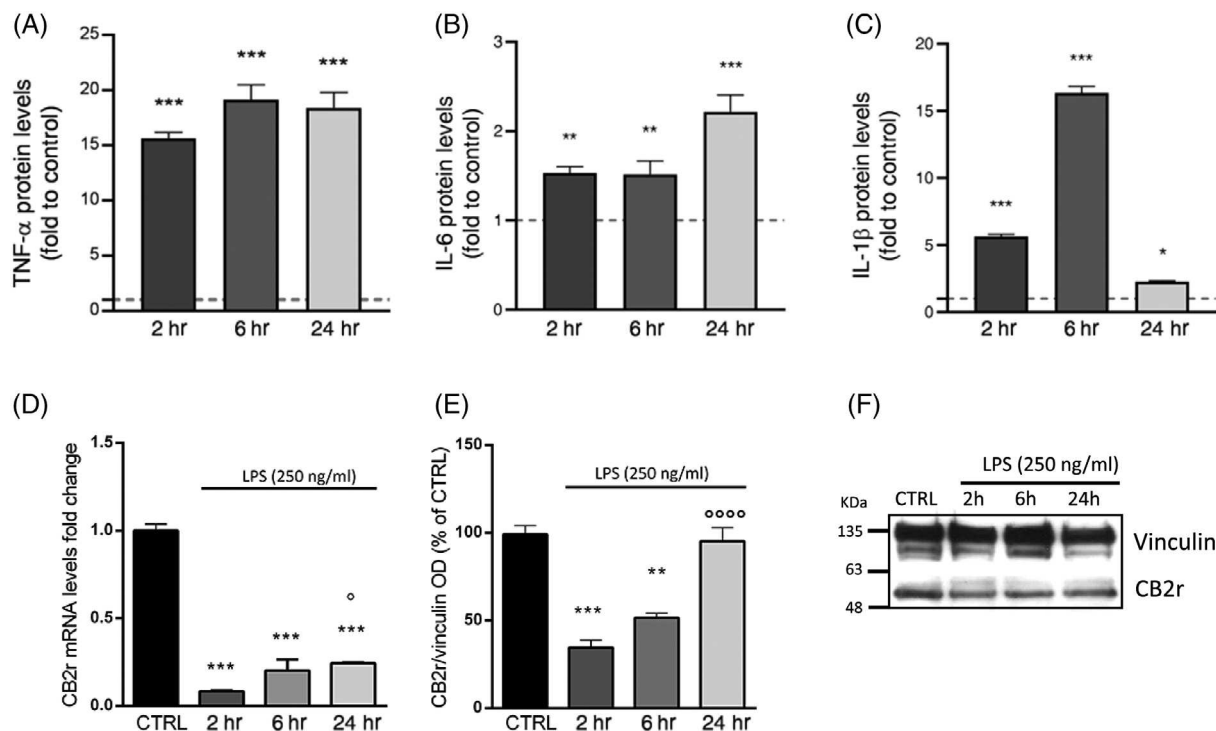 (A)
TNF-α protein levels
(fold to control)
25
20
15
10
5
0
***
***
***
2 hr 6 hr 24 hr
(B)
IL-6 protein levels
(fold to control)
3
2
1
0
**
**
***
2 hr 6 hr 24 hr
(C)
IL-1β protein levels
(fold to control)
20
15
10
5
0
***
***
*
2 hr 6 hr 24 hr
(D)
CB2r mRNA levels fold change
1.5
1.0
0.5
0.0
LPS (250 ng/ml)
***
***
°
***
CTRL 2 hr 6 hr 24 hr
(E)
CB2r/vinculin OD (% of CTRL)
150
100
50
0
LPS (250 ng/ml)
***
**
°°°°
CTRL 2 hr 6 hr 24 hr
(F)
LPS (250 ng/ml)
KDa CTRL 2h 6h 24h
135 Vinculin
63
CB2r
48